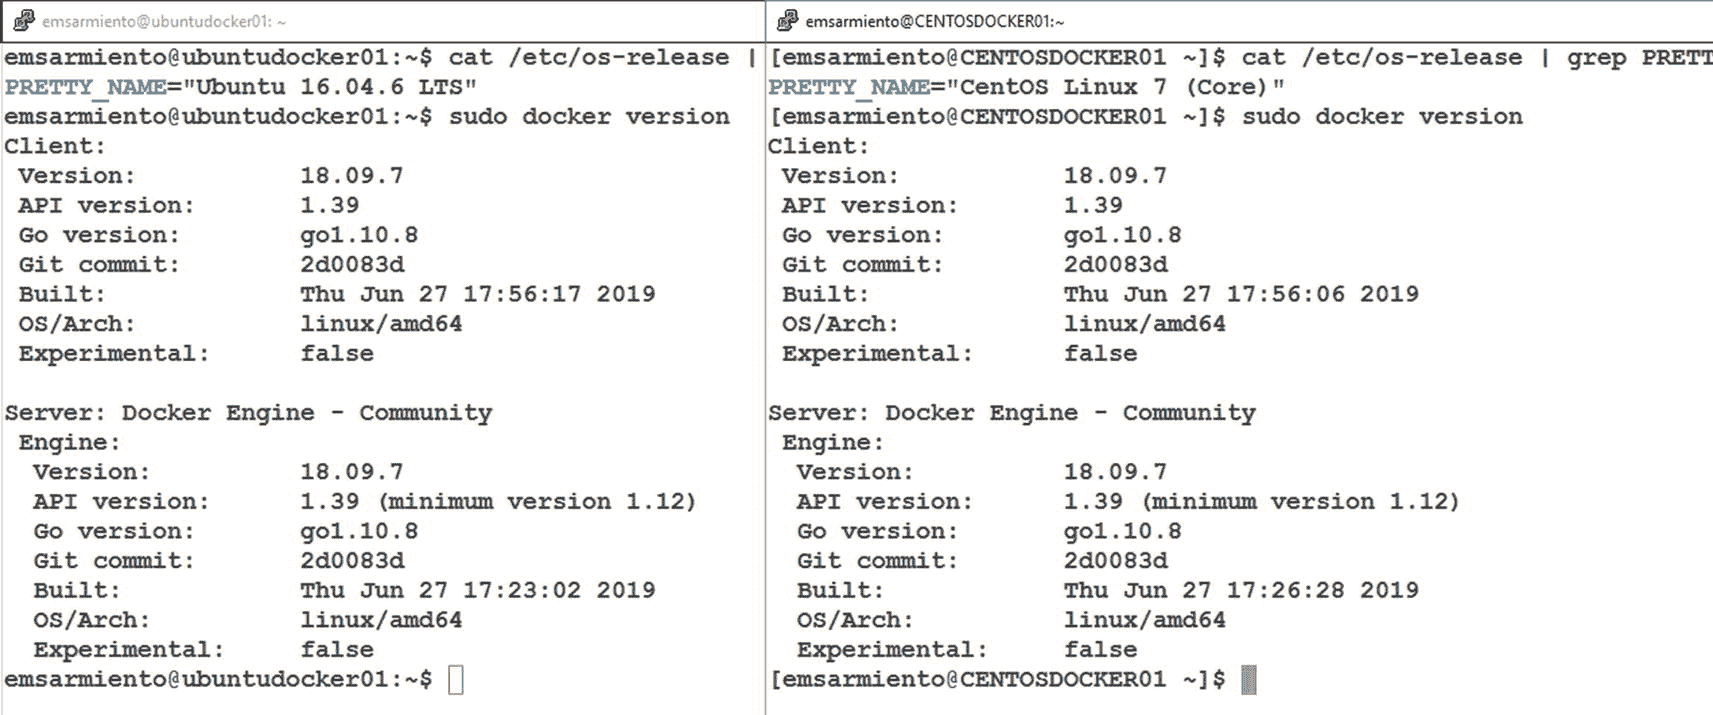 emsarmiento@ubuntudocker01: ~
emsarmiento@ubuntudocker01:~$ cat /etc/os-release |
PRETTY_NAME="Ubuntu 16.04.6 LTS"
emsarmiento@ubuntudocker01:~$ sudo docker version
Client:
Version: 18.09.7
API version: 1.39
Go version: go1.10.8
Git commit: 2d0083d
Built: Thu Jun 27 17:56:17 2019
OS/Arch: linux/amd64
Experimental: false
Server: Docker Engine - Community
Engine:
Version: 18.09.7
API version: 1.39 (minimum version 1.12)
Go version: go1.10.8
Git commit: 2d0083d
Built: Thu Jun 27 17:23:02 2019
OS/Arch: linux/amd64
Experimental: false
emsarmiento@ubuntudocker01:~$
emsarmiento@CENTOSDOCKER01:~
[emsarmiento@CENTOSDOCKER01 ~]$ cat /etc/os-release | grep PRETT
PRETTY_NAME="CentOS Linux 7 (Core)"
[emsarmiento@CENTOSDOCKER01 ~]$ sudo docker version
Client:
Version: 18.09.7
API version: 1.39
Go version: go1.10.8
Git commit: 2d0083d
Built: Thu Jun 27 17:56:06 2019
OS/Arch: linux/amd64
Experimental: false
Server: Docker Engine - Community
Engine:
Version: 18.09.7
API version: 1.39 (minimum version 1.12)
Go version: go1.10.8
Git commit: 2d0083d
Built: Thu Jun 27 17:26:28 2019
OS/Arch: linux/amd64
Experimental: false
[emsarmiento@CENTOSDOCKER01 ~]$